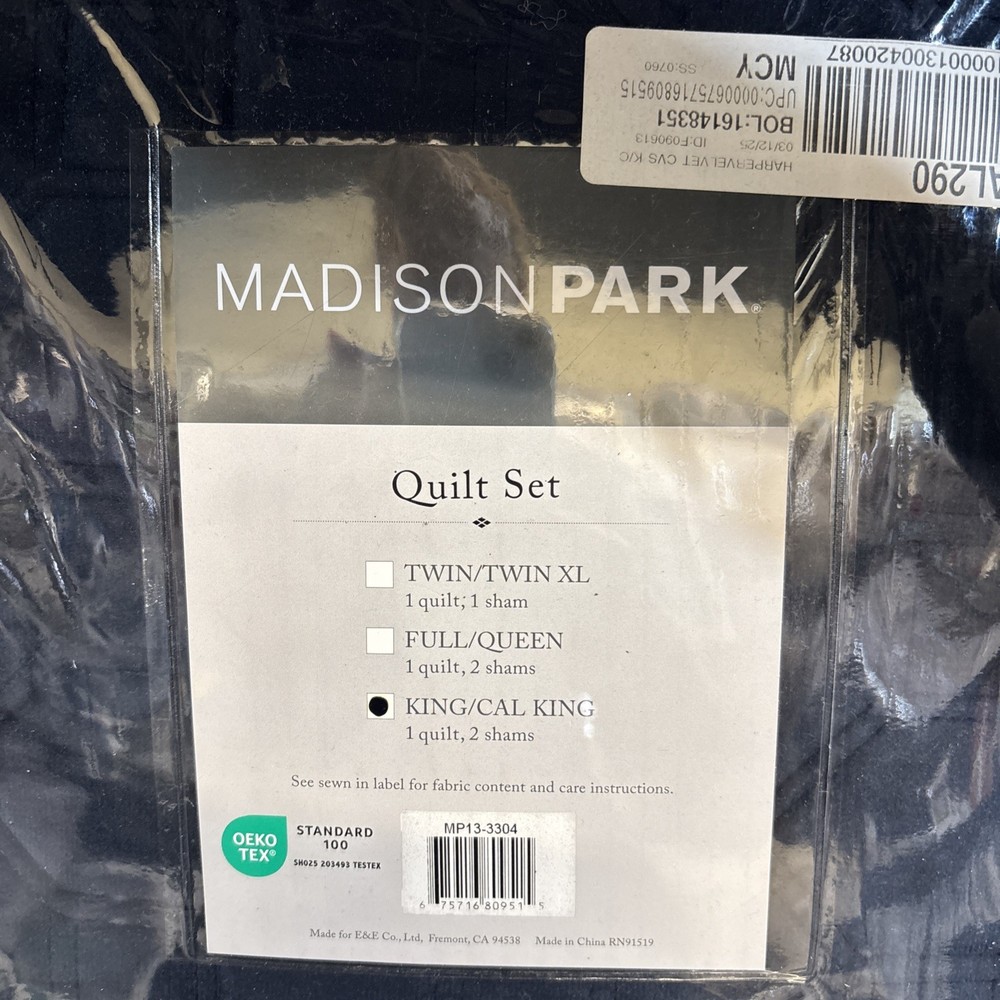 10000130042 0087
MCY
SS:0760
UPC:00000675716809515
BOL:16148351
03/12/25 ID:F090613
HARPERVELVET CVS K/C
AL290
MADISONPARK®
Quilt Set
TWIN/TWIN XL
1 quilt, 1 sham
FULL/QUEEN
1 quilt, 2 shams
KING/CAL KING
1 quilt, 2 shams
See sewn in label for fabric content and care instructions.
OEKO
TEX®
STANDARD
100
SH025 203493 TESTEX
MP13-3304
6 75716 80951 5
Made for E&E Co., Ltd, Fremont, CA 94538 Made in China RN91519